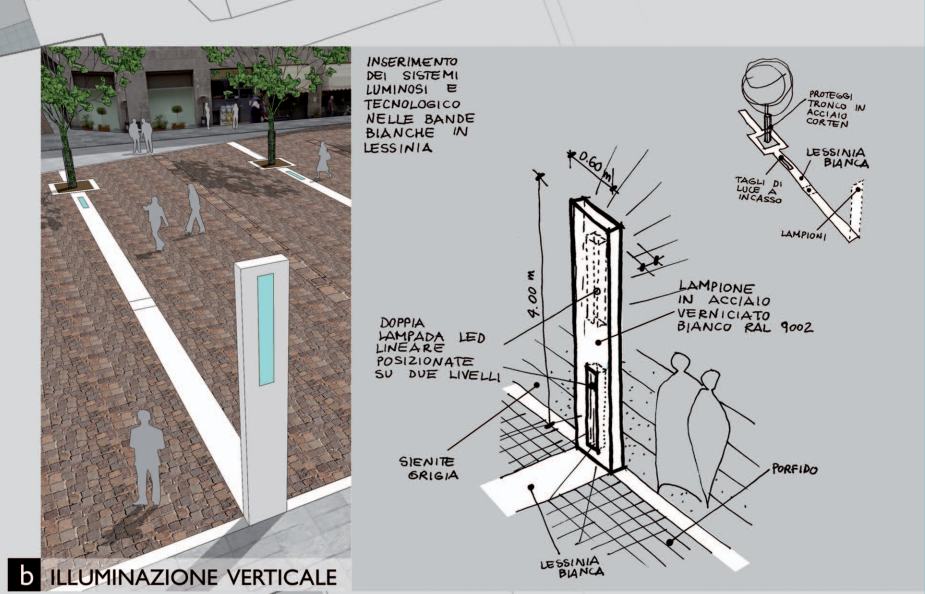 INSERIMENTO
DEI SISTEMI
LUMINOSI E
TECNOLOGICO
NELLE BANDE
BIANCHE IN
LESSINIA
PROTEGGI
TRONCO IN
ACCIAIO
CORTEN
LESSINIA
BIANCA
TAGLI DI
LUCE A
INCASSO
LAMPIONI
0.60 m
4.00 m
LAMPIONE
IN ACCIAIO
VERNICIATO
BIANCO RAL 9002
DOPPIA
LAMPADA LED
LINEARE
POSIZIONATE
SU DUE LIVELLI
SIENITE
GRIGIA
PORFIDO
LESSINIA
BIANCA
b ILLUMINAZIONE VERTICALE